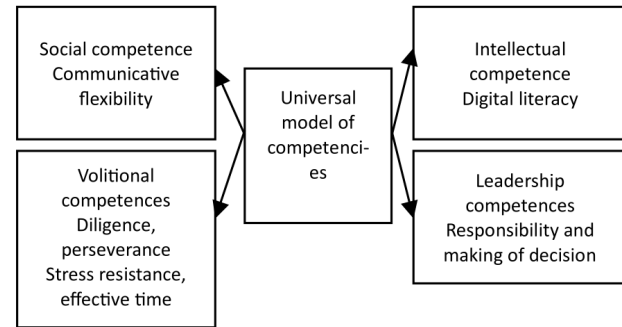 Social competence
Communicative
flexibility
Volitional
competences
Diligence,
perseverance
Stress resistance,
effective time
Universal
model of
competenci-
es
Intellectual
competence
Digital literacy
Leadership
competences
Responsibility and
making of decision